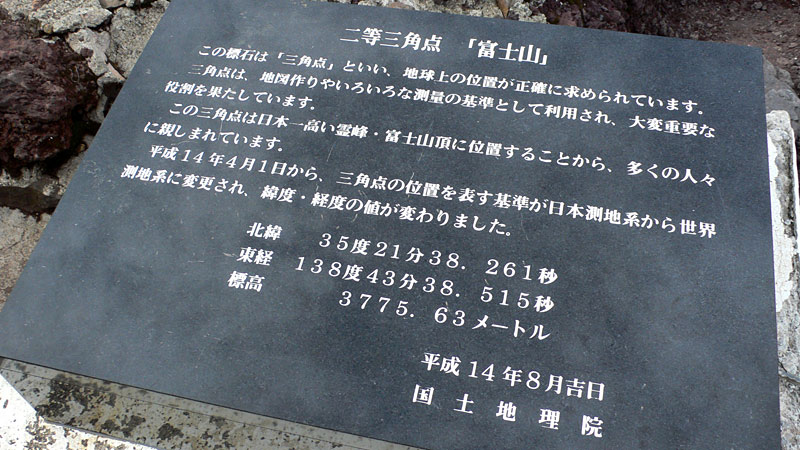 二等三角点 「富士山」
この標石は「三角点」といい、地球上の位置が正確に求められています。
三角点は、地図作りやいろいろな測量の基準として利用され、大変重要な
役割を果たしています。
この三角点は日本一高い霊峰・富士山頂に位置することから、多くの人々
に親しまれています。
平成14年4月1日から、三角点の位置を表す基準が日本測地系から世界
測地系に変更され、緯度・経度の値が変わりました。
北緯 35度21分38．261秒
東経 138度43分38．515秒
標高 3775．63メートル
平成14年8月吉日
国土地理院